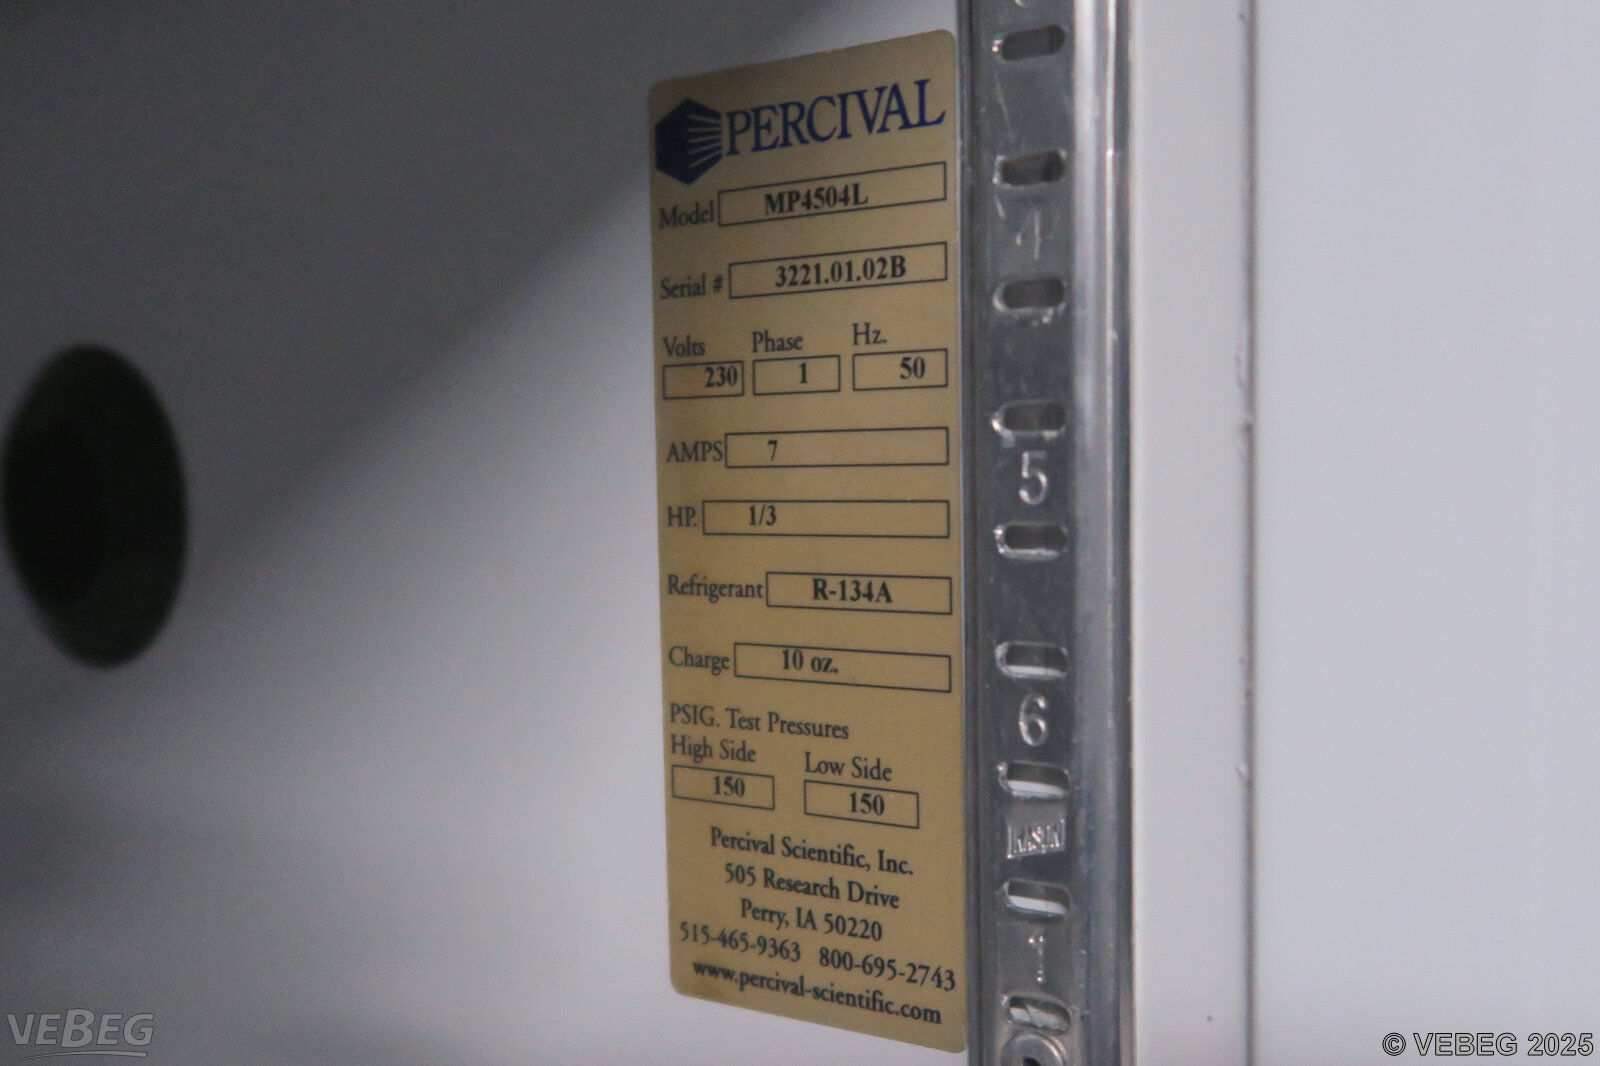 PERCIVAL
Model MP4504L
Serial # 3221.01.02B
Volts Phase Hz.
230 1 50
AMPS 7
HP. 1/3
Refrigerant R-134A
Charge 10 oz.
PSIG. Test Pressures
High Side Low Side
150 150
Percival Scientific, Inc.
505 Research Drive
Perry, IA 50220
515-465-9363 800-695-2743
www.percival-scientific.com
4
5
6
1
VEBEG
© VEBEG 2025